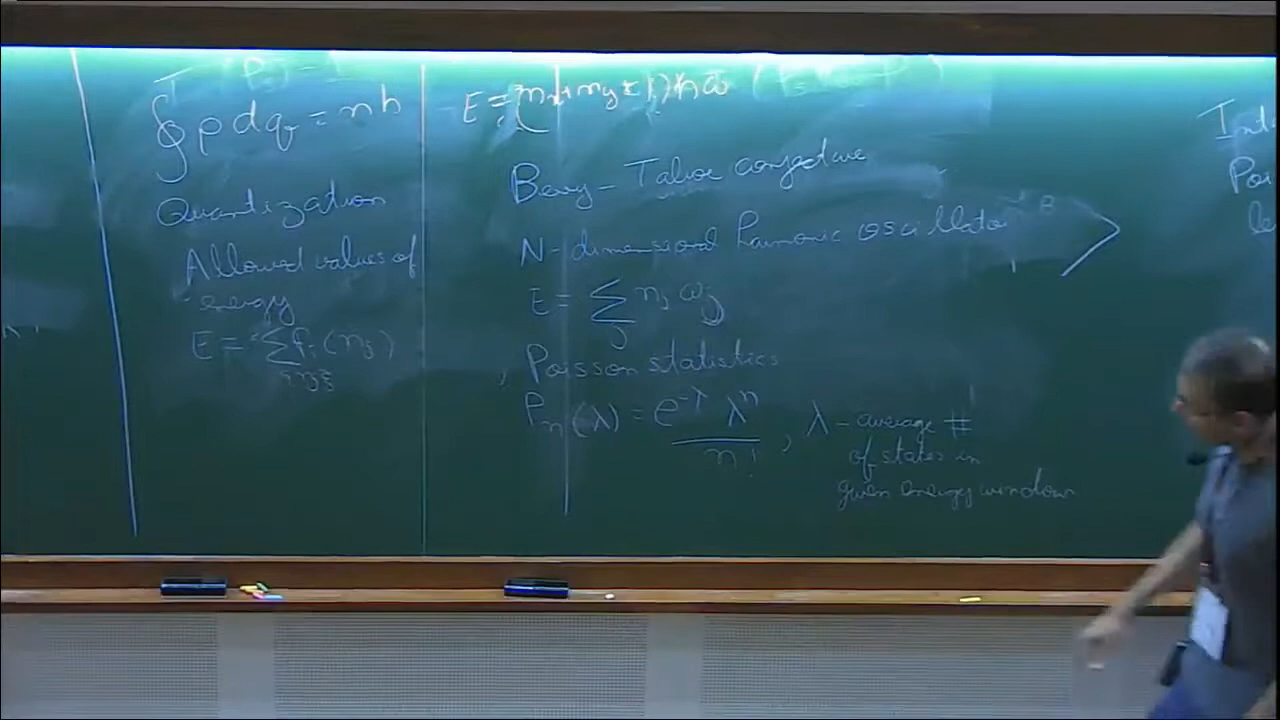 ∮ p dq = nh
Quantization
Allowed values of
energy
E = Σ f_j (n_j)
E = (n_x + n_y + 1) ħ ω
Berry – Tabor conjecture
N-dimensional harmonic oscillator
E = Σ_j n_j ω_j
Poisson statistics
P_n(λ) = e^{-λ} λ^n / n! , λ – average #
of states in
given energy window